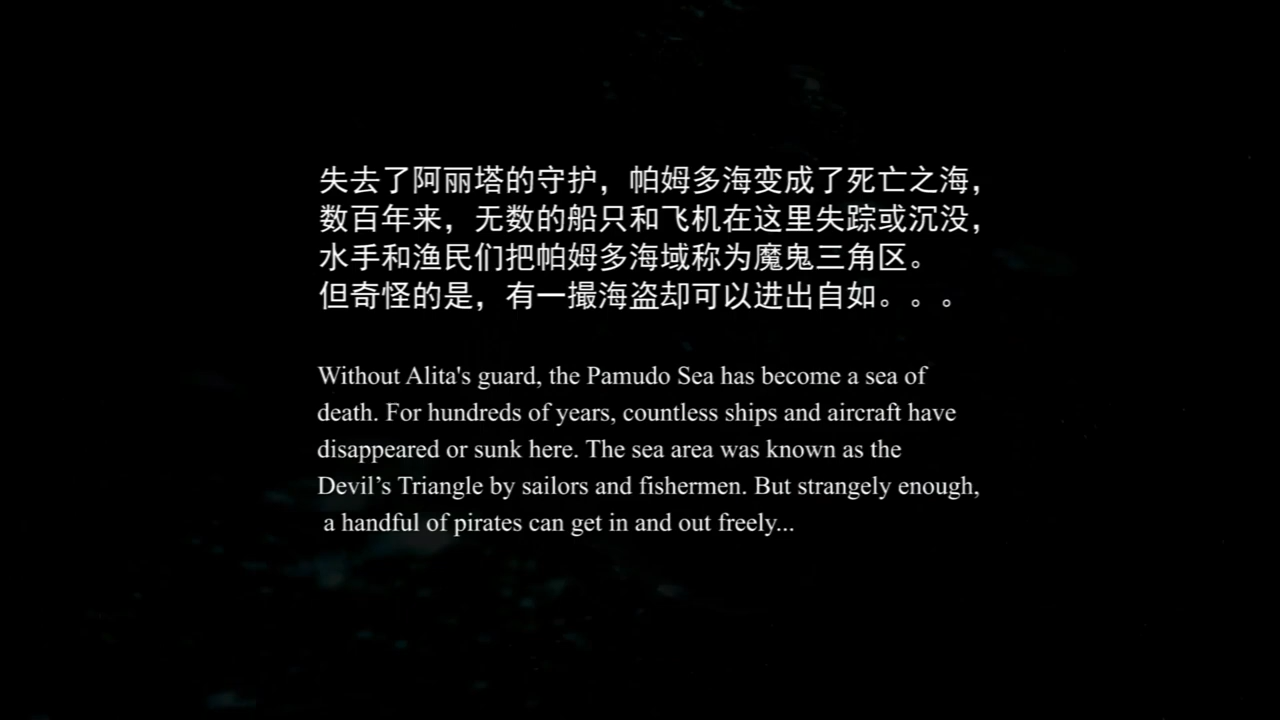 失去了阿丽塔的守护，帕姆多海变成了死亡之海，
数百年来，无数的船只和飞机在这里失踪或沉没，
水手和渔民们把帕姆多海域称为魔鬼三角区。
但奇怪的是，有一撮海盗却可以进出自如。。。
Without Alita's guard, the Pamudo Sea has become a sea of
death. For hundreds of years, countless ships and aircraft have
disappeared or sunk here. The sea area was known as the
Devil’s Triangle by sailors and fishermen. But strangely enough,
a handful of pirates can get in and out freely...